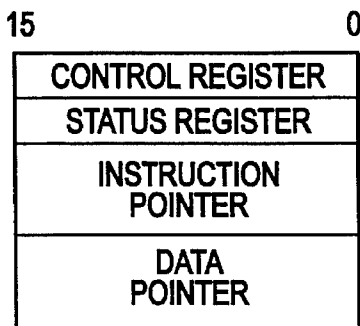 15 0
CONTROL REGISTER
STATUS REGISTER
INSTRUCTION
POINTER
DATA
POINTER